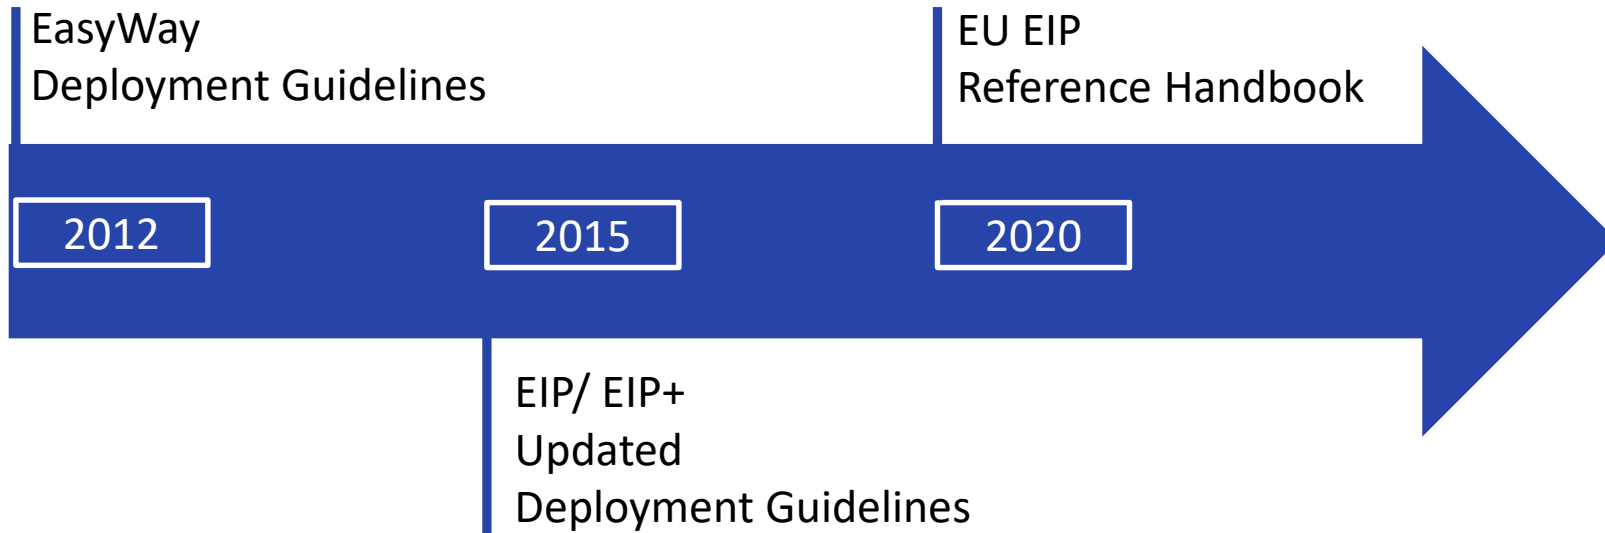 EasyWay
Deployment Guidelines
EU EIP
Reference Handbook
2012
2015
2020
EIP/ EIP+
Updated
Deployment Guidelines